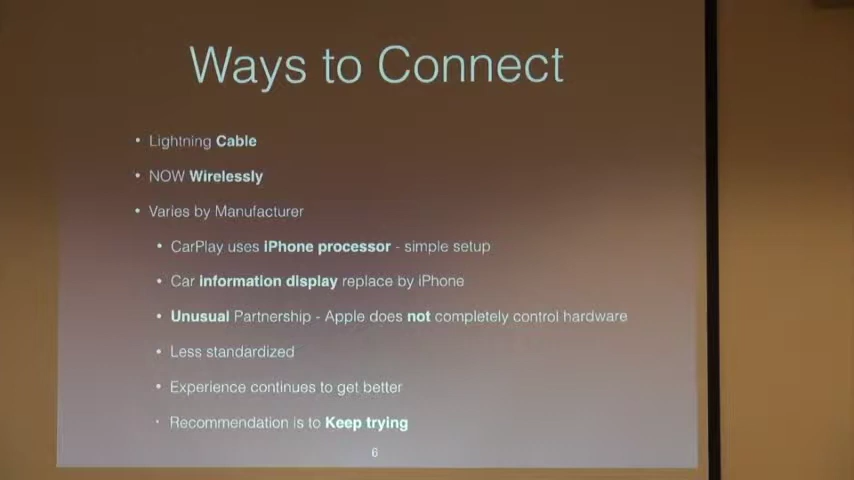 Ways to Connect
• Lightning Cable
• NOW Wirelessly
• Varies by Manufacturer
• CarPlay uses iPhone processor - simple setup
• Car information display replace by iPhone
• Unusual Partnership - Apple does not completely control hardware
• Less standardized
• Experience continues to get better
• Recommendation is to Keep trying
6